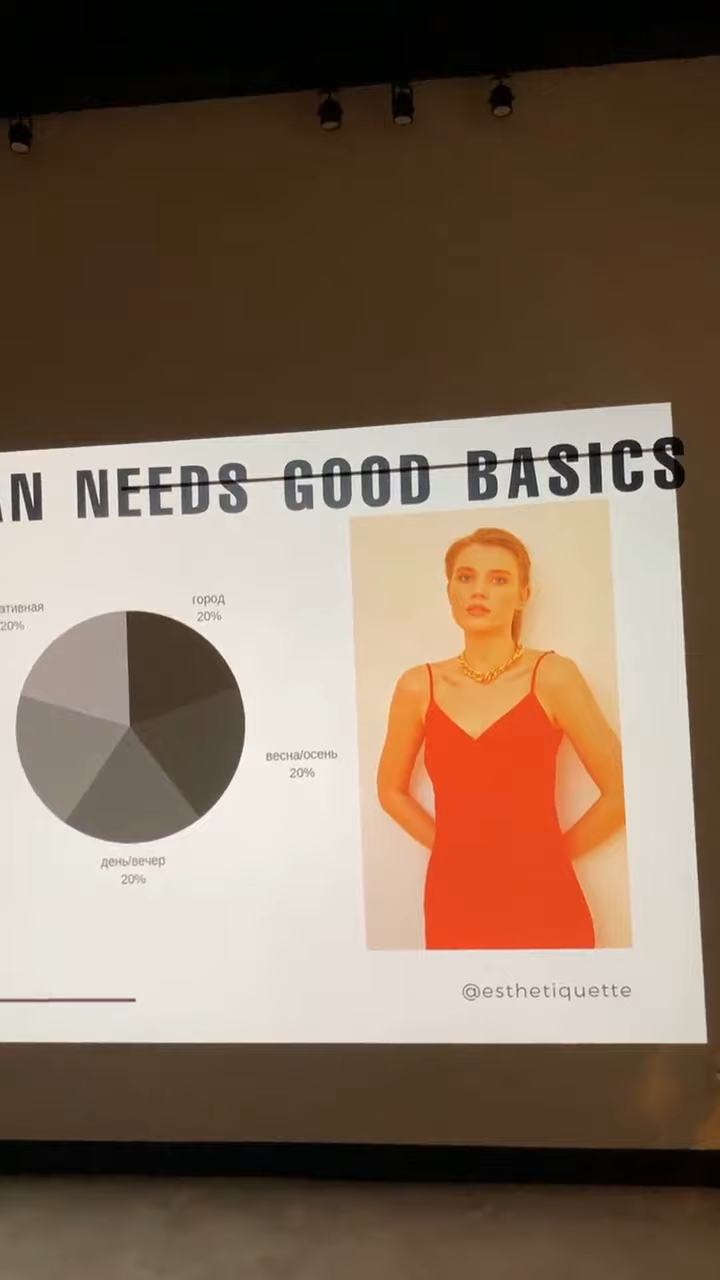 AN NEEDS GOOD BASICS
ативная
20%
город
20%
весна/осень
20%
день/вечер
20%
@esthetiquette